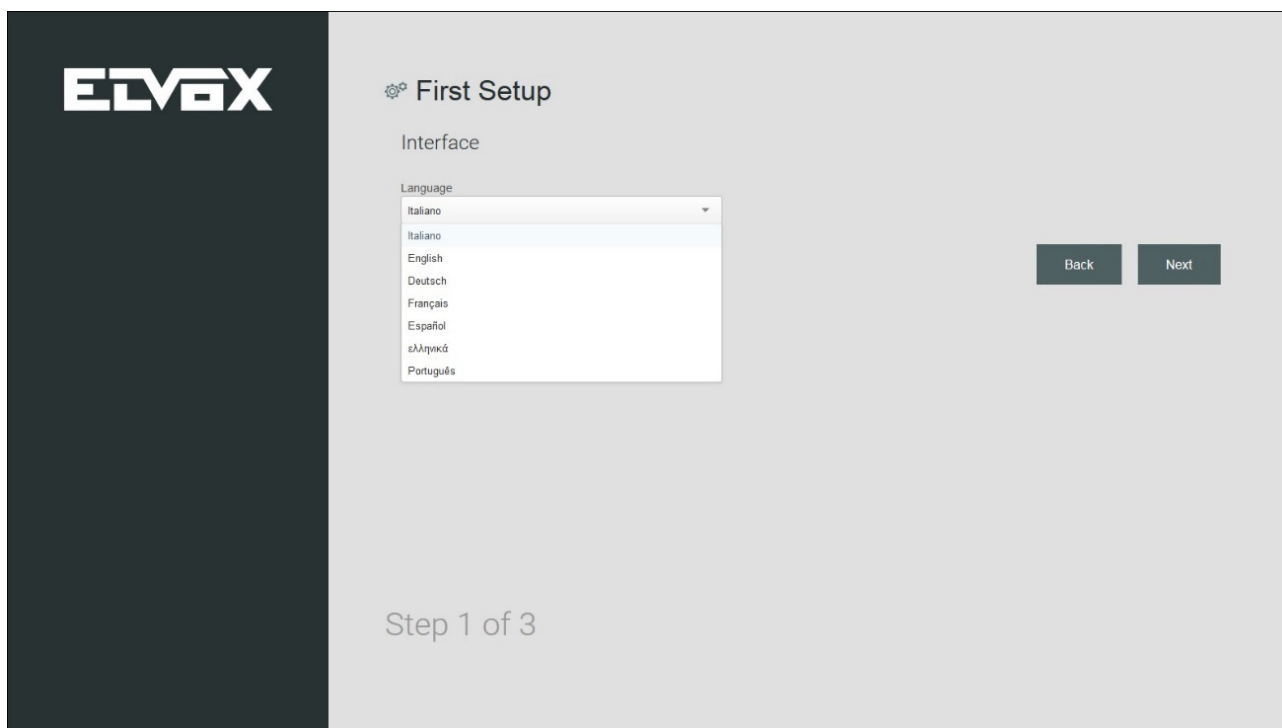 ELVOX
First Setup
Interface
Language
Italiano
Italiano
English
Deutsch
Français
Español
ελληνικά
Português
Back
Next
Step 1 of 3